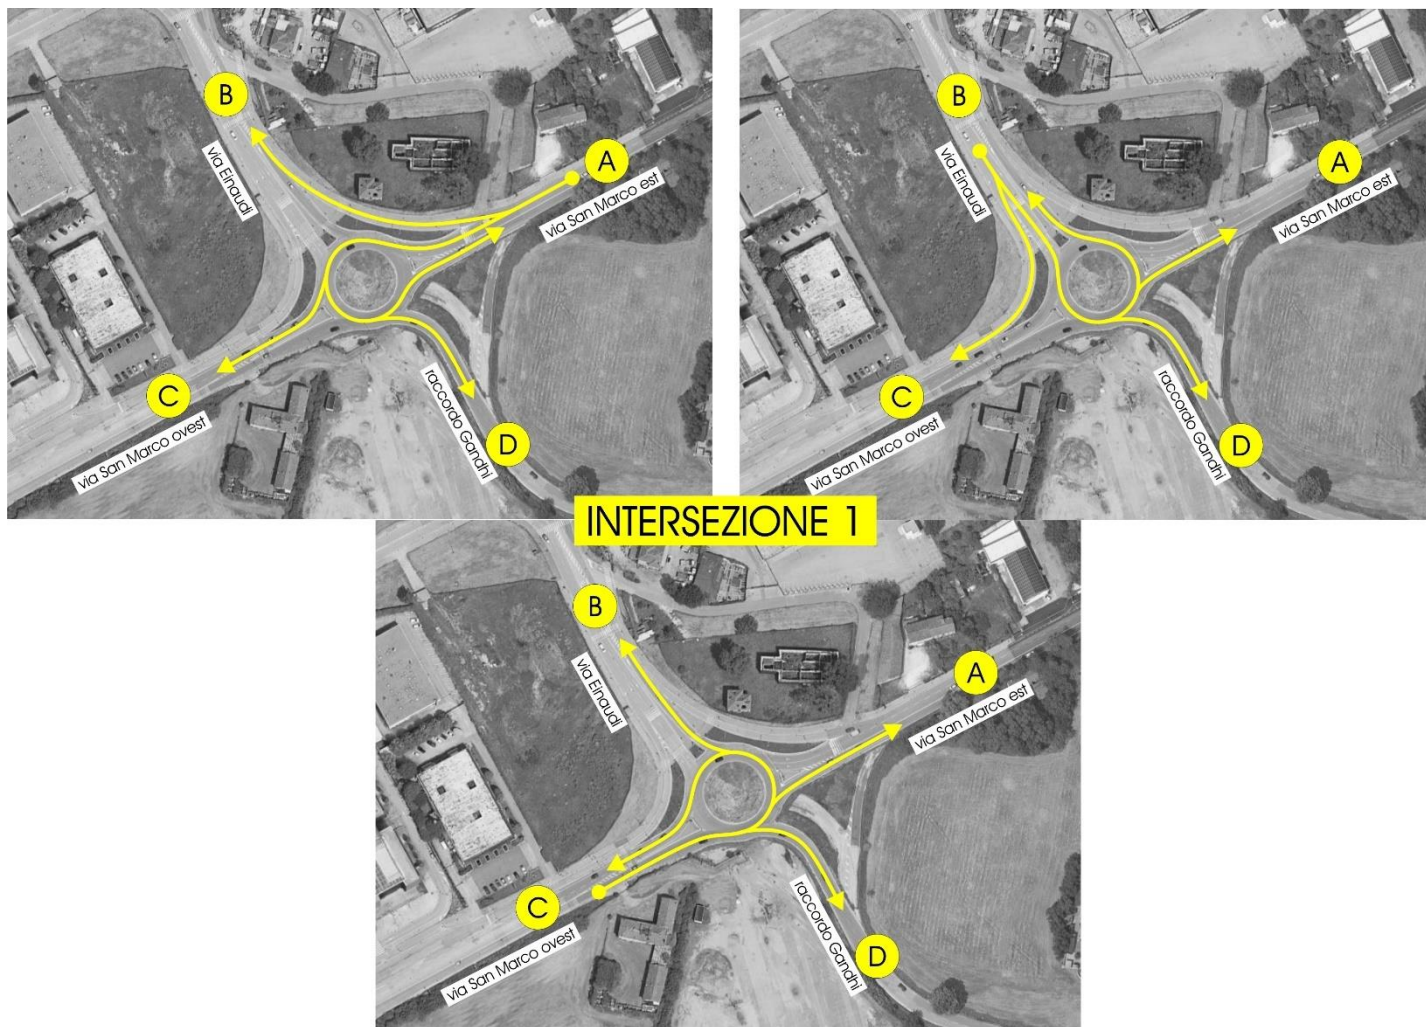 B
A
via Einaudi
via San Marco est
C
via San Marco ovest
raccordo Gandhi
D
B
A
via Einaudi
via San Marco est
C
via San Marco ovest
raccordo Gandhi
D
INTERSEZIONE 1
B
A
via Einaudi
via San Marco est
C
via San Marco ovest
raccordo Gandhi
D